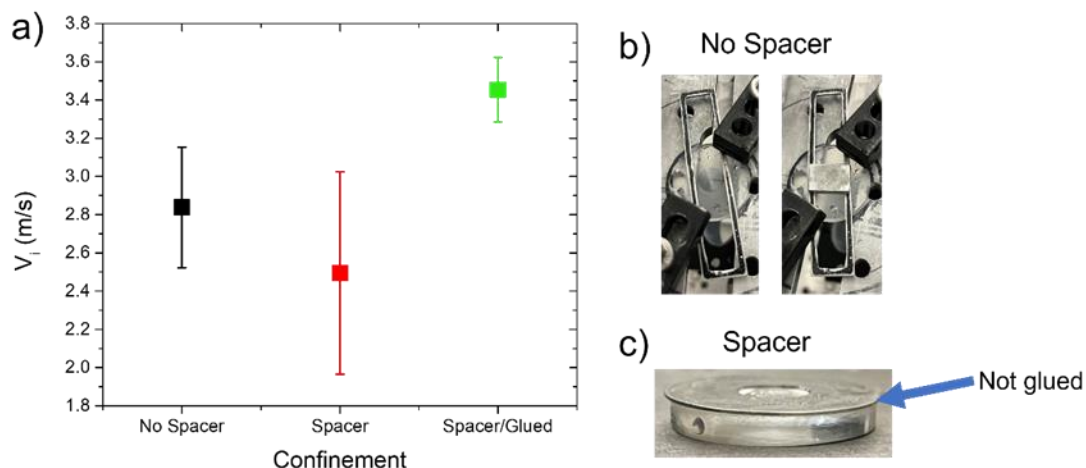 a)
3.8
3.6
3.4
3.2
3.0
2.8
2.6
2.4
2.2
2.0
1.8
V_i (m/s)
No Spacer
Spacer
Spacer/Glued
Confinement
b)
No Spacer
c)
Spacer
Not glued